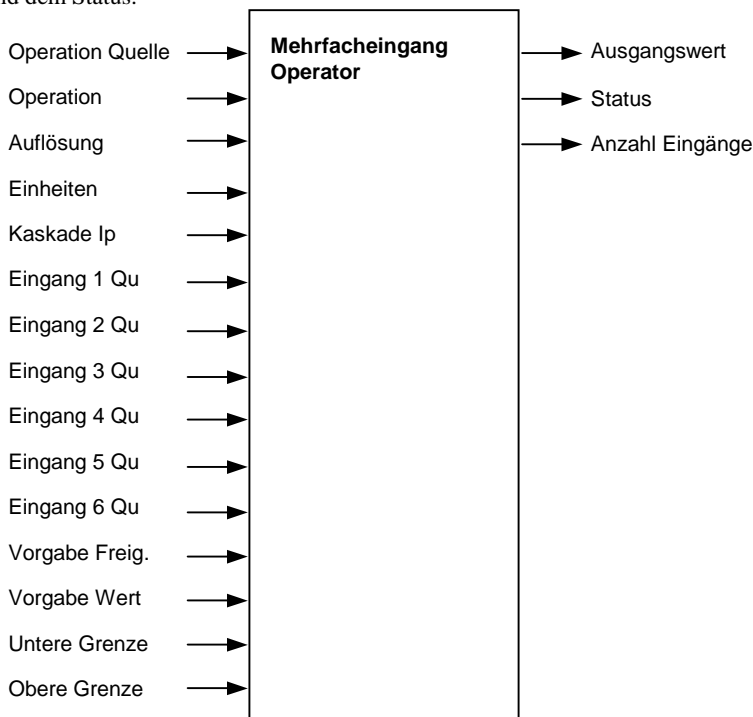 dem Status.
Operation Quelle
Operation
Auflösung
Einheiten
Kaskade Ip
Eingang 1 Qu
Eingang 2 Qu
Eingang 3 Qu
Eingang 4 Qu
Eingang 5 Qu
Eingang 6 Qu
Vorgabe Freig.
Vorgabe Wert
Untere Grenze
Obere Grenze
Mehrfacheingang
Operator
Ausgangswert
Status
Anzahl Eingänge